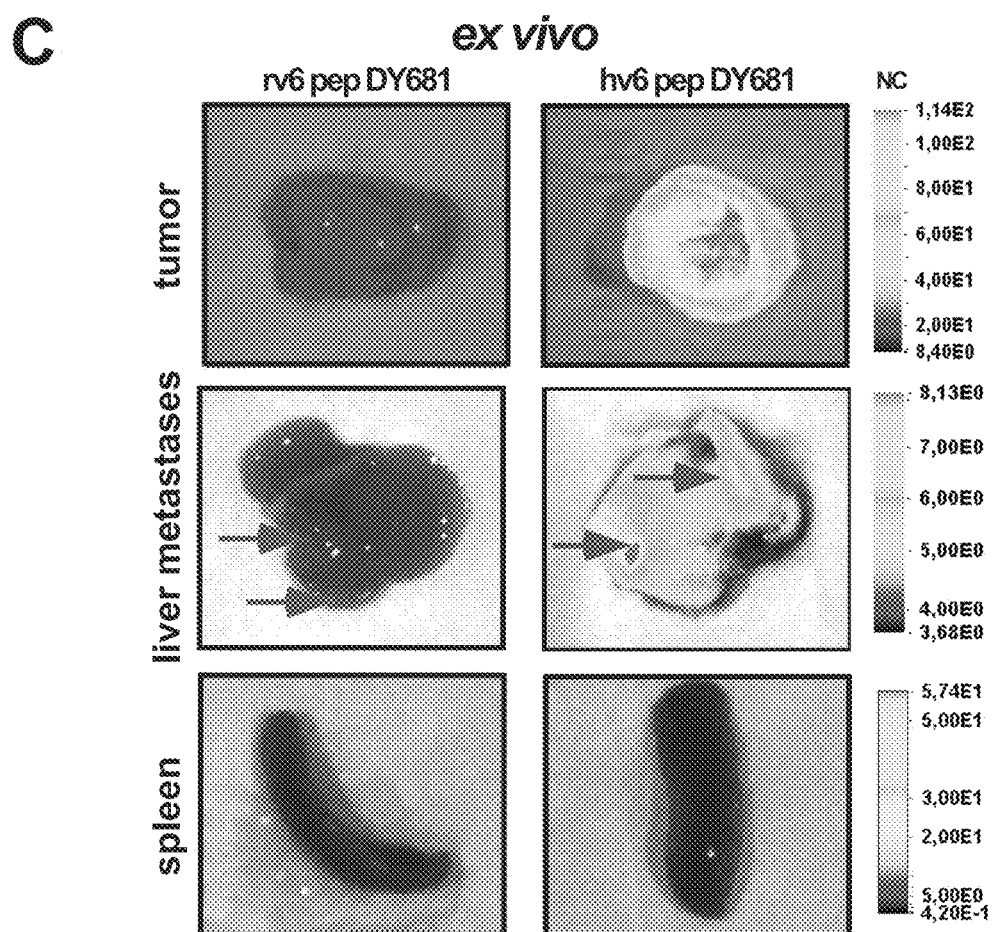 C
ex vivo
rv6 pep DY681
hv6 pep DY681
NC
tumor
1,14E2
1,00E2
8,00E1
6,00E1
4,00E1
2,00E1
8,40E0
liver metastases
8,13E0
7,00E0
6,00E0
5,00E0
4,00E0
3,68E0
spleen
5,74E1
5,00E1
3,00E1
2,00E1
5,00E0
4,20E-1